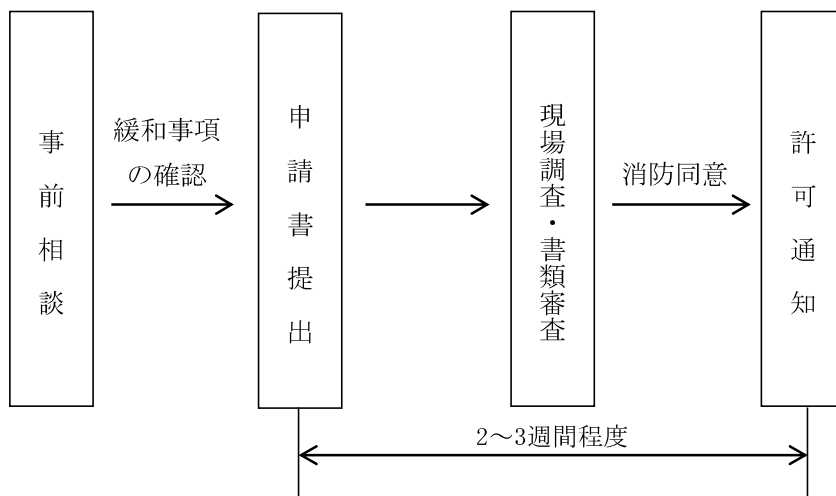 事前相談
緩和事項
の確認
申請書提出
現場調査・書類審査
消防同意
許可通知
2～3週間程度